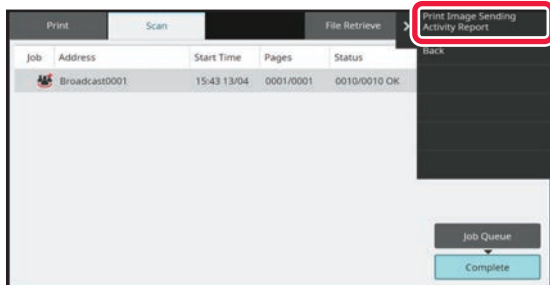 Print Scan File Retrieve
Print Image Sending
Activity Report
Back
Job Address Start Time Pages Status
Broadcast0001 15:43 13/04 0001/0001 0010/0010 OK
Job Queue
Complete